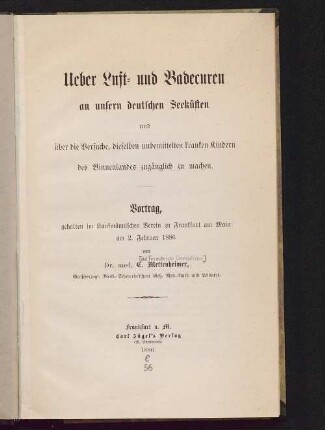 Ueber Luft- und Badecuren
an unsern deutschen Seeküsten
und
über die Versuche, dieselben unbemittelten kranken Kindern
des Binnenlandes zugänglich zu machen.
Vortrag,
gehalten im Kaufmännischen Verein zu Frankfurt am Main
am 2. Februar 1880
von
Dr. med. C. Mettenheimer,
Frankfurt a. M.
Carl Jügel's Verlag
1880.
56